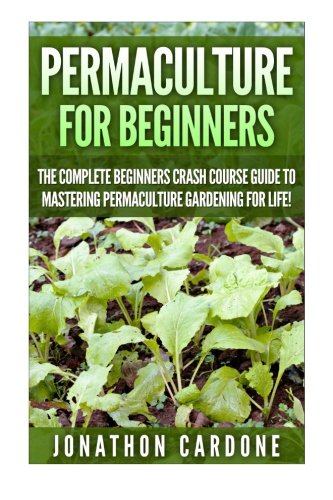 PERMACULTURE
FOR BEGINNERS
THE COMPLETE BEGINNERS CRASH COURSE GUIDE TO
MASTERING PERMACULTURE GARDENING FOR LIFE!
JONATHON CARDONE